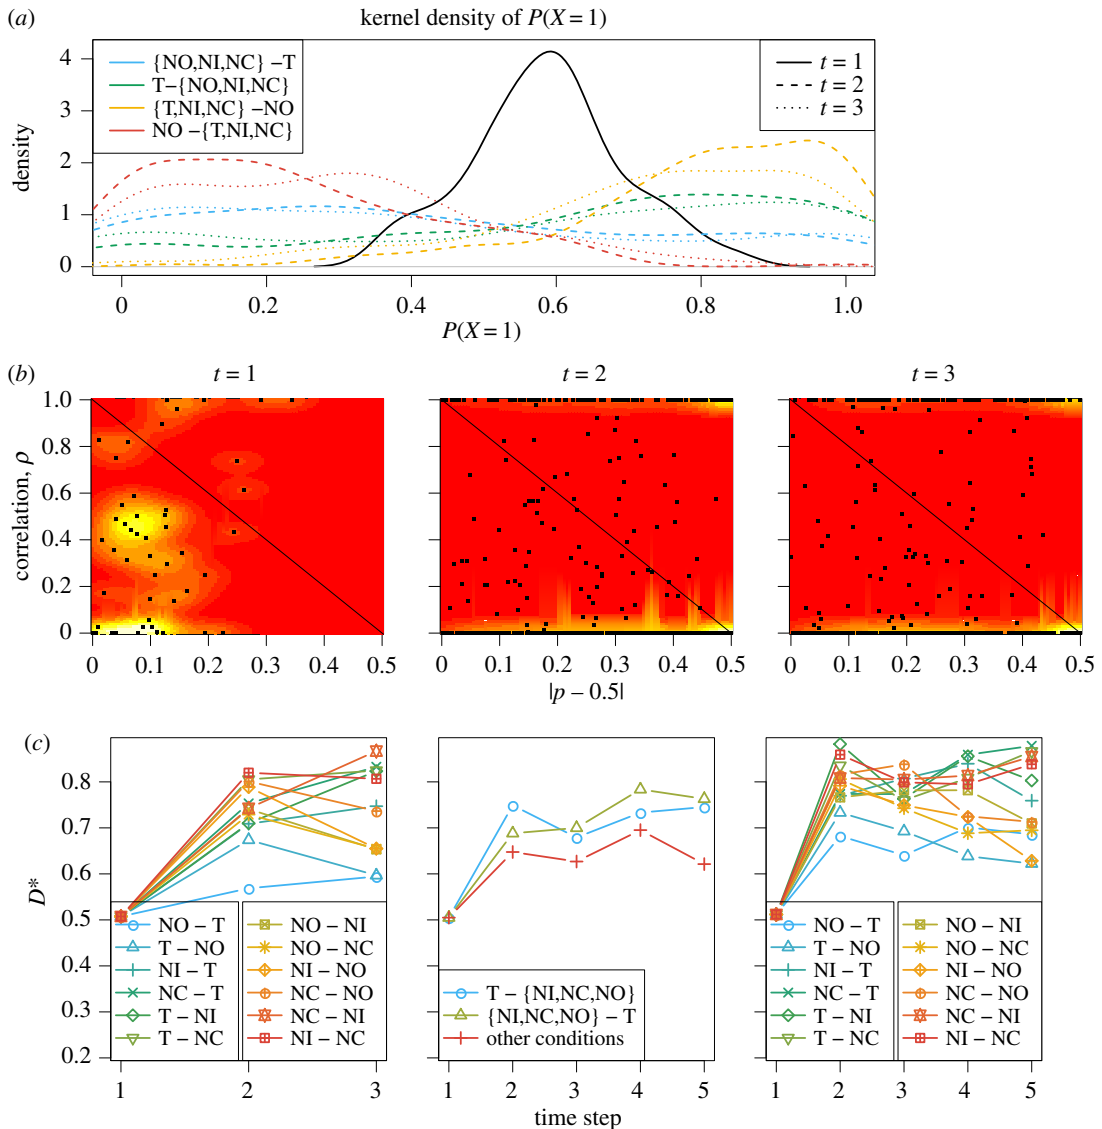 (a)
kernel density of P(X = 1)
{NO,NI,NC} –T
T–{NO,NI,NC}
{T,NI,NC} –NO
NO –{T,NI,NC}
t = 1
t = 2
t = 3
density
4
3
2
1
0
0 0.2 0.4 0.6 0.8 1.0
P(X = 1)
(b)
t = 1 t = 2 t = 3
correlation, ρ
1.0
0.8
0.6
0.4
0.2
0
0 0.1 0.2 0.3 0.4 0.5
0 0.1 0.2 0.3 0.4 0.5
0 0.1 0.2 0.3 0.4 0.5
|p – 0.5|
(c)
D*
0.8
0.7
0.6
0.5
0.4
0.3
0.2
NO – T
T – NO
NI – T
NC – T
T – NI
T – NC
NO – NI
NO – NC
NI – NO
NC – NO
NC – NI
NI – NC
1 2 3
T – {NI,NC,NO}
{NI,NC,NO} – T
other conditions
1 2 3 4 5
NO – T
T – NO
NI – T
NC – T
T – NI
T – NC
NO – NI
NO – NC
NI – NO
NC – NO
NC – NI
NI – NC
1 2 3 4 5
time step